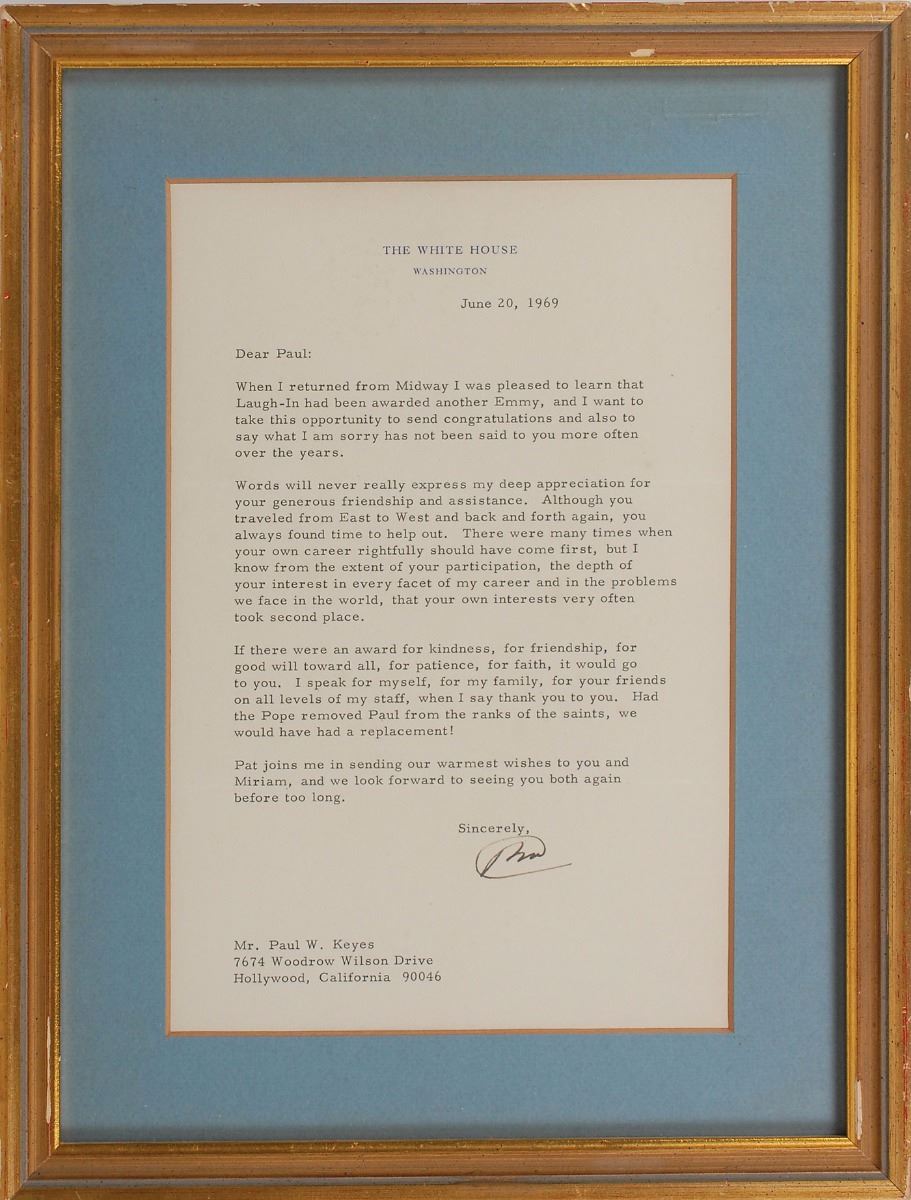 THE WHITE HOUSE
WASHINGTON
June 20, 1969
Dear Paul:
When I returned from Midway I was pleased to learn that
Laugh-In had been awarded another Emmy, and I want to
take this opportunity to send congratulations and also to
say what I am sorry has not been said to you more often
over the years.
Words will never really express my deep appreciation for
your generous friendship and assistance. Although you
traveled from East to West and back and forth again, you
always found time to help out. There were many times when
your own career rightfully should have come first, but I
know from the extent of your participation, the depth of
your interest in every facet of my career and in the problems
we face in the world, that your own interests very often
took second place.
If there were an award for kindness, for friendship, for
good will toward all, for patience, for faith, it would go
to you. I speak for myself, for my family, for your friends
on all levels of my staff, when I say thank you to you. Had
the Pope removed Paul from the ranks of the saints, we
would have had a replacement!
Pat joins me in sending our warmest wishes to you and
Miriam, and we look forward to seeing you both again
before too long.
Sincerely,
Mr. Paul W. Keyes
7674 Woodrow Wilson Drive
Hollywood, California 90046